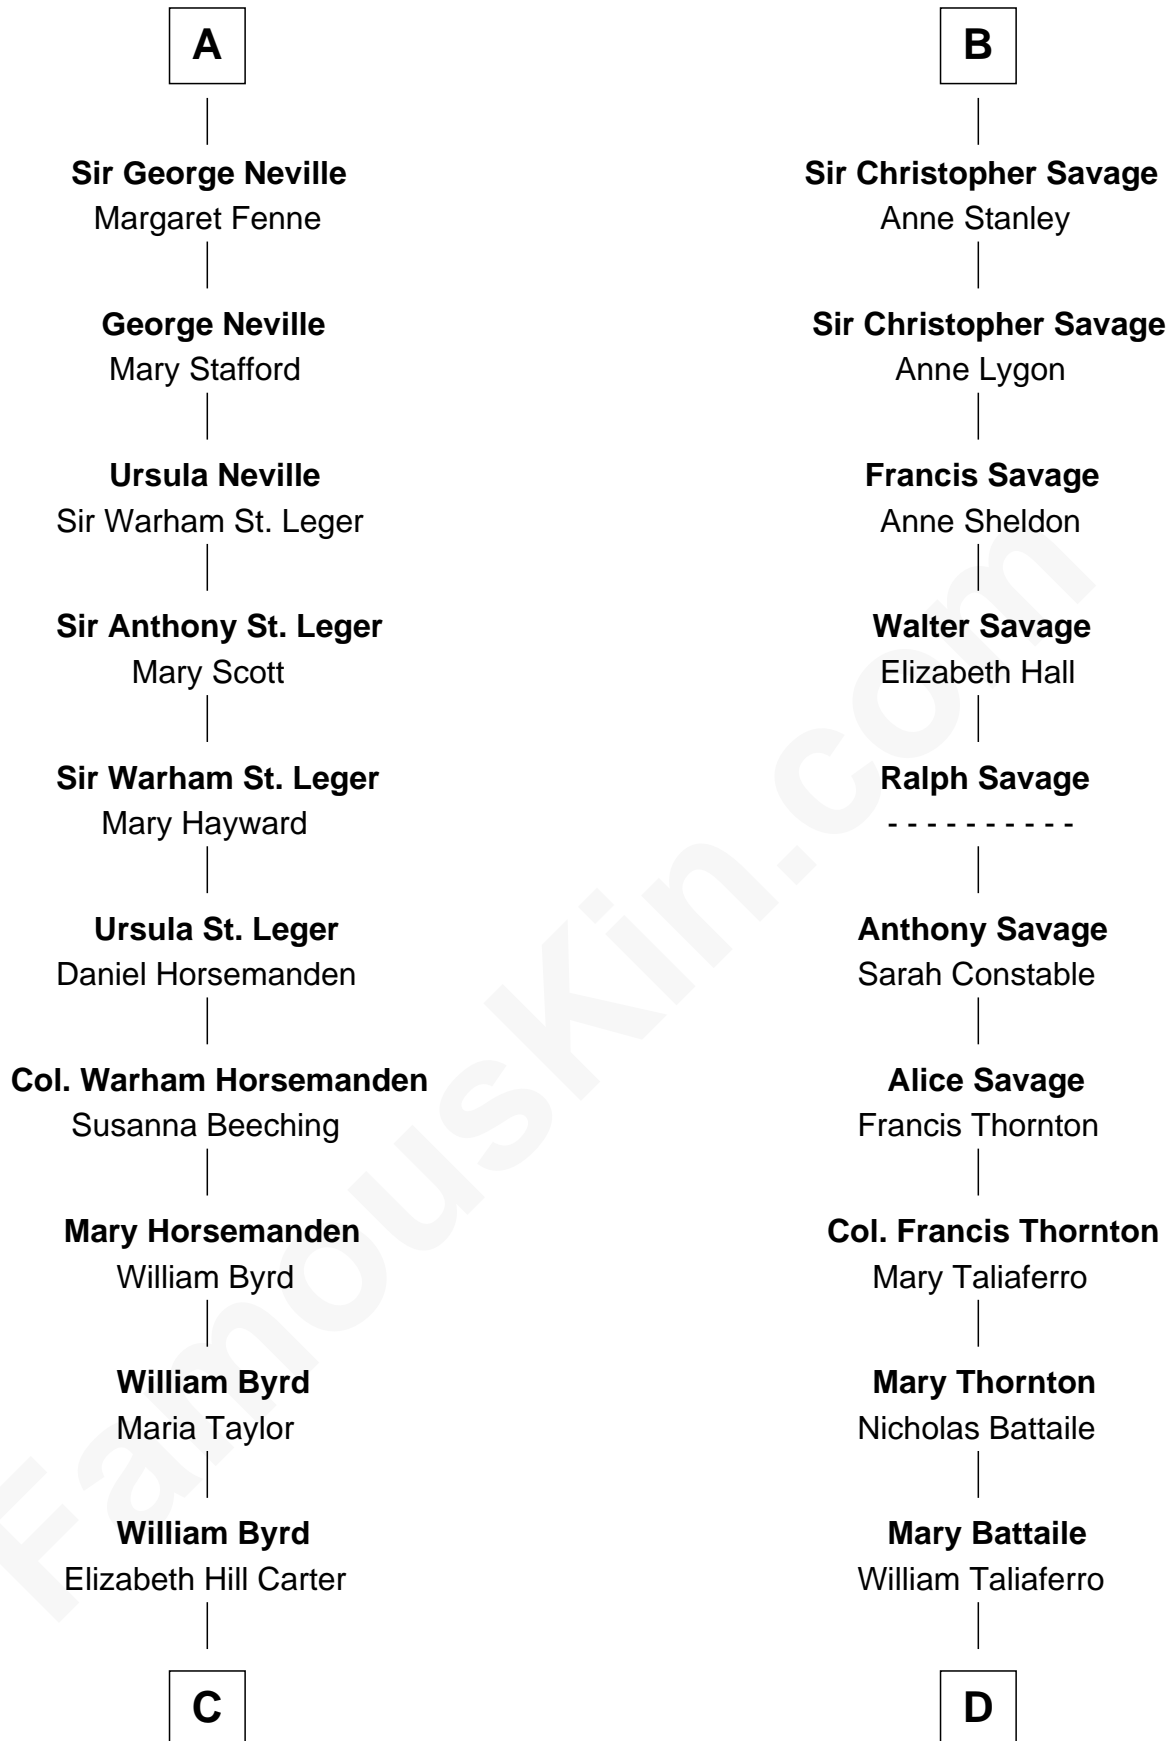 A
Sir George Neville
Margaret Fenne
George Neville
Mary Stafford
Ursula Neville
Sir Warham St. Leger
Sir Anthony St. Leger
Mary Scott
Sir Warham St. Leger
Mary Hayward
Ursula St. Leger
Daniel Horsemanden
Col. Warham Horsemanden
Susanna Beeching
Mary Horsemanden
William Byrd
William Byrd
Maria Taylor
William Byrd
Elizabeth Hill Carter
C
B
Sir Christopher Savage
Anne Stanley
Sir Christopher Savage
Anne Lygon
Francis Savage
Anne Sheldon
Walter Savage
Elizabeth Hall
Ralph Savage
- - - - - - - - - -
Anthony Savage
Sarah Constable
Alice Savage
Francis Thornton
Col. Francis Thornton
Mary Taliaferro
Mary Thornton
Nicholas Battaile
Mary Battaile
William Taliaferro
D
FamousKin.com